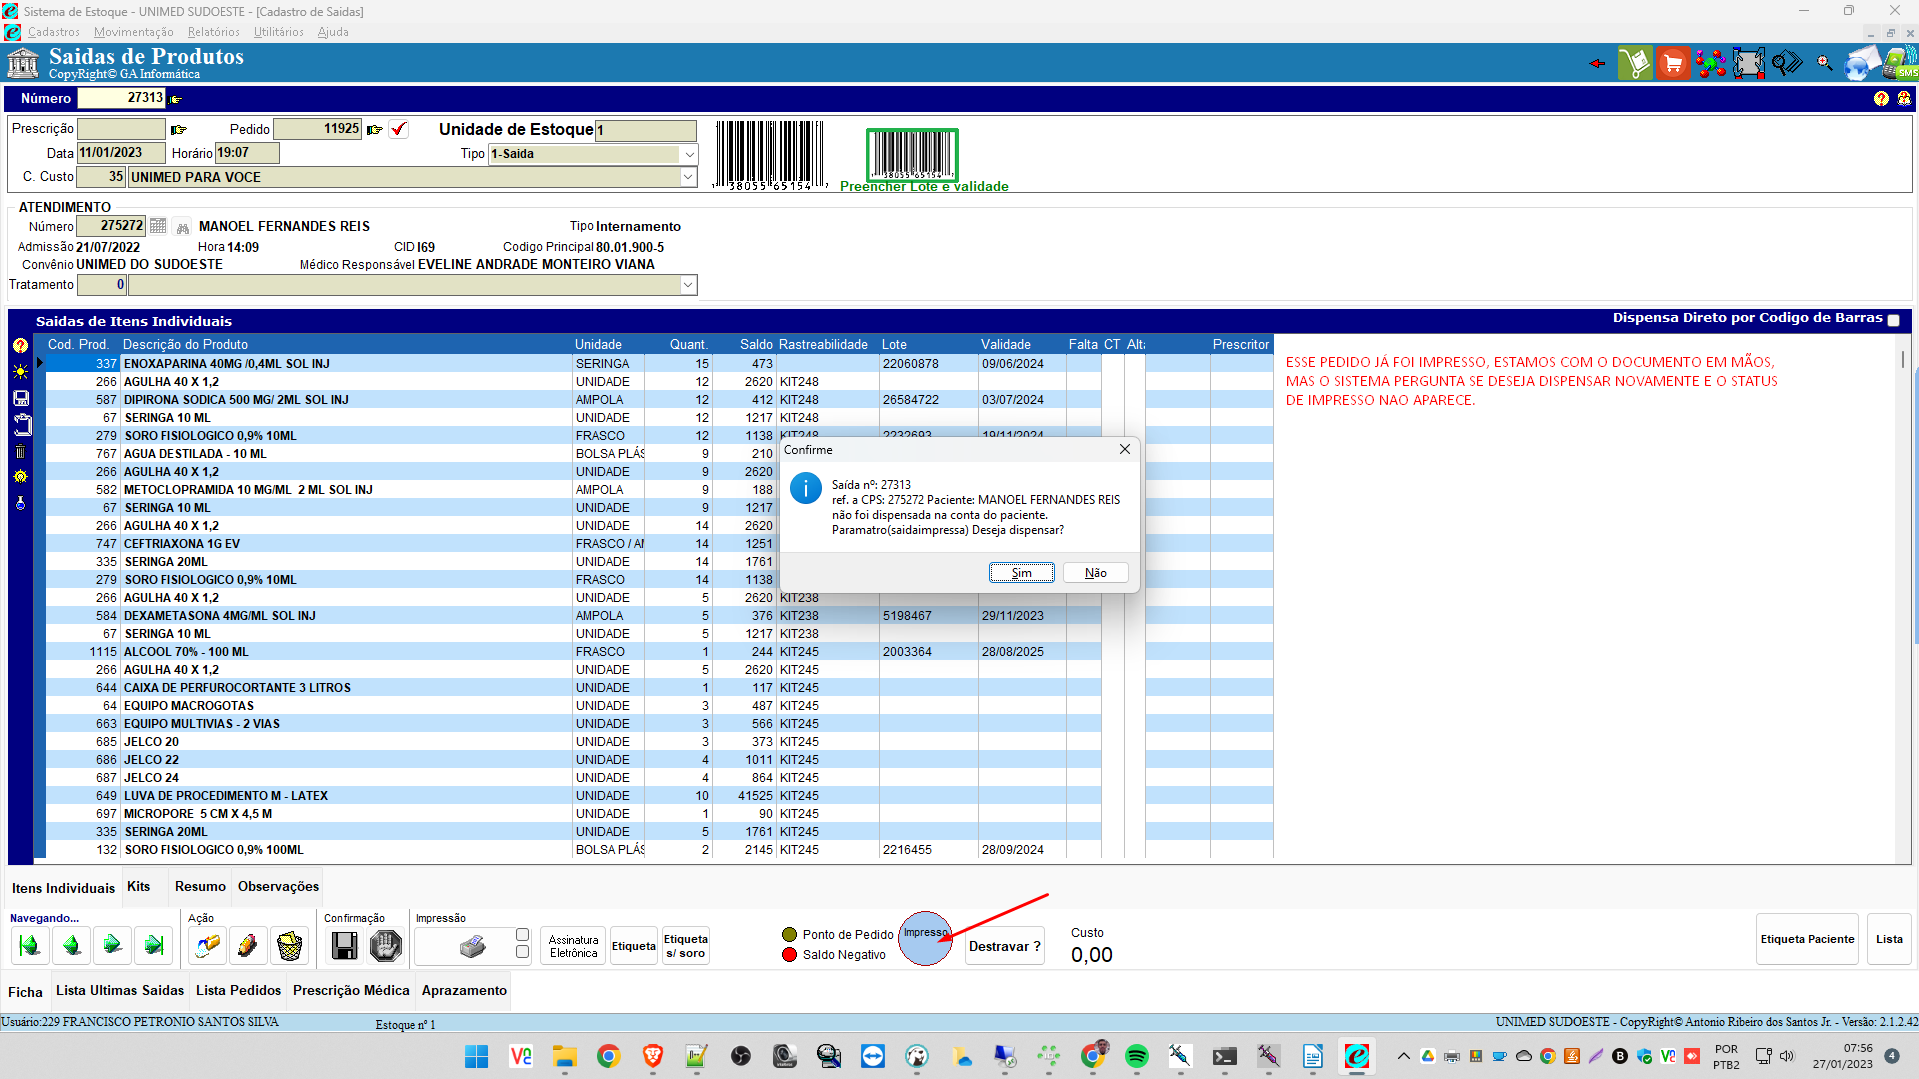 Sistema de Estoque - UNIMED SUDOESTE - [Cadastro de Saidas]
Cadastros Movimentação Relatórios Utilitários Ajuda
Saidas de Produtos
CopyRight© GA Informática
SMS
Número 27313
Prescrição Pedido 11925 Unidade de Estoque 1
Data 11/01/2023 Horário 19:07 Tipo 1-Saida
C. Custo 35 UNIMED PARA VOCE
38055 65154
38055 65154
Preencher Lote e validade
ATENDIMENTO
Número 275272 MANOEL FERNANDES REIS Tipo Internamento
Admissão 21/07/2022 Hora 14:09 CID I69 Codigo Principal 80.01.900-5
Convênio UNIMED DO SUDOESTE Médico Responsável EVELINE ANDRADE MONTEIRO VIANA
Tratamento 0
Saidas de Itens Individuais Dispensa Direto por Codigo de Barras
Cod. Prod. Descrição do Produto Unidade Quant. Saldo Rastreabilidade Lote Validade Falta CT Alt Prescritor
337 ENOXAPARINA 40MG /0,4ML SOL INJ SERINGA 15 473 22060878 09/06/2024
266 AGULHA 40 X 1,2 UNIDADE 12 2620 KIT248
587 DIPIRONA SODICA 500 MG/ 2ML SOL INJ AMPOLA 12 412 KIT248 26584722 03/07/2024
67 SERINGA 10 ML UNIDADE 12 1217 KIT248
279 SORO FISIOLOGICO 0,9% 10ML FRASCO 12 1138 KIT248 2232693 19/11/2024
767 AGUA DESTILADA - 10 ML BOLSA PLÁS 9 210
266 AGULHA 40 X 1,2 UNIDADE 9 2620
582 METOCLOPRAMIDA 10 MG/ML 2 ML SOL INJ AMPOLA 9 188
67 SERINGA 10 ML UNIDADE 9 1217
266 AGULHA 40 X 1,2 UNIDADE 14 2620
747 CEFTRIAXONA 1G EV FRASCO / AM 14 1251
335 SERINGA 20ML UNIDADE 14 1761
279 SORO FISIOLOGICO 0,9% 10ML FRASCO 14 1138
266 AGULHA 40 X 1,2 UNIDADE 5 2620 KIT238
584 DEXAMETASONA 4MG/ML SOL INJ AMPOLA 5 376 KIT238 5198467 29/11/2023
67 SERINGA 10 ML UNIDADE 5 1217 KIT238
1115 ALCOOL 70% - 100 ML FRASCO 1 244 KIT245 2003364 28/08/2025
266 AGULHA 40 X 1,2 UNIDADE 5 2620 KIT245
644 CAIXA DE PERFUROCORTANTE 3 LITROS UNIDADE 1 117 KIT245
64 EQUIPO MACROGOTAS UNIDADE 3 487 KIT245
663 EQUIPO MULTIVIAS - 2 VIAS UNIDADE 3 566 KIT245
685 JELCO 20 UNIDADE 3 373 KIT245
686 JELCO 22 UNIDADE 4 1011 KIT245
687 JELCO 24 UNIDADE 4 864 KIT245
649 LUVA DE PROCEDIMENTO M - LATEX UNIDADE 10 41525 KIT245
697 MICROPORE 5 CM X 4,5 M UNIDADE 1 90 KIT245
335 SERINGA 20ML UNIDADE 5 1761 KIT245
132 SORO FISIOLOGICO 0,9% 100ML BOLSA PLÁS 2 2145 KIT245 2216455 28/09/2024
ESSE PEDIDO JÁ FOI IMPRESSO, ESTAMOS COM O DOCUMENTO EM MÃOS,
MAS O SISTEMA PERGUNTA SE DESEJA DISPENSAR NOVAMENTE E O STATUS
DE IMPRESSO NAO APARECE.
Confirme
Saída nº: 27313
ref. a CPS: 275272 Paciente: MANOEL FERNANDES REIS
não foi dispensada na conta do paciente.
Paramatro(saidaimpressa) Deseja dispensar?
Sim Não
Itens Individuais Kits Resumo Observações
Navegando... Ação Confirmação Impressão
Assinatura
Eletrônica
Etiqueta
Etiqueta
s/ soro
Ponto de Pedido
Saldo Negativo
Impresso
Destravar ?
Custo
0,00
Etiqueta Paciente Lista
Ficha Lista Ultimas Saidas Lista Pedidos Prescrição Médica Aprazamento
Usuário:229 FRANCISCO PETRONIO SANTOS SILVA Estoque nº 1 UNIMED SUDOESTE - CopyRight© Antonio Ribeiro dos Santos Jr. - Versão: 2.1.2.42
POR
PTB2
07:56
27/01/2023
4